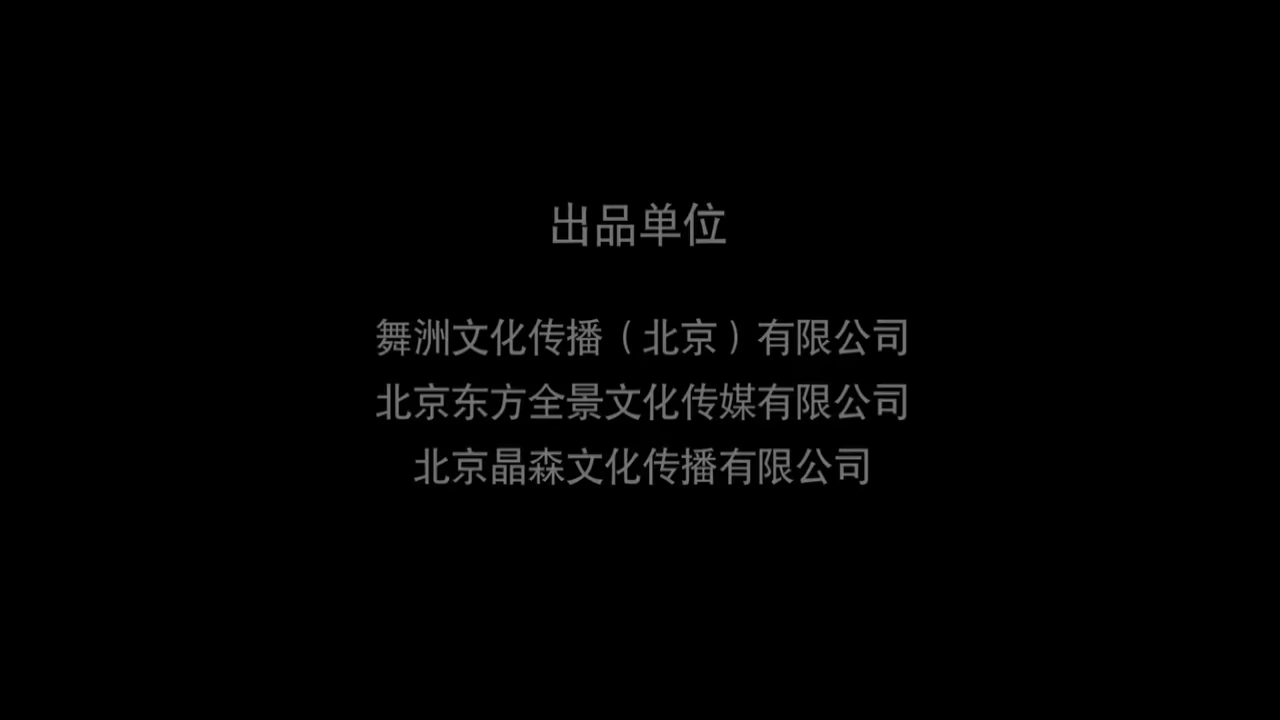 出品单位
舞洲文化传播（北京）有限公司
北京东方全景文化传媒有限公司
北京晶森文化传播有限公司